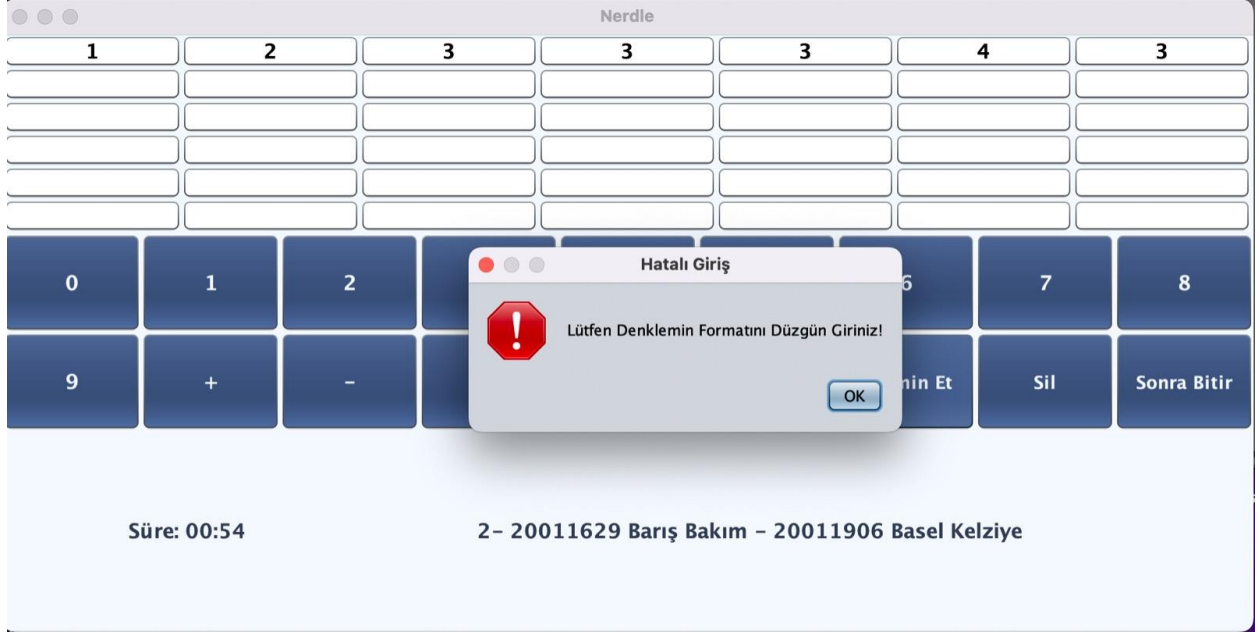 Nerdle
1 2 3 3 3 4 3
0 1 2 6 7 8
Hatalı Giriş
Lütfen Denklemin Formatını Düzgün Giriniz!
OK
9 + - Et Sil Sonra Bitir
Süre: 00:54
2- 20011629 Barış Bakım - 20011906 Basel Kelziye